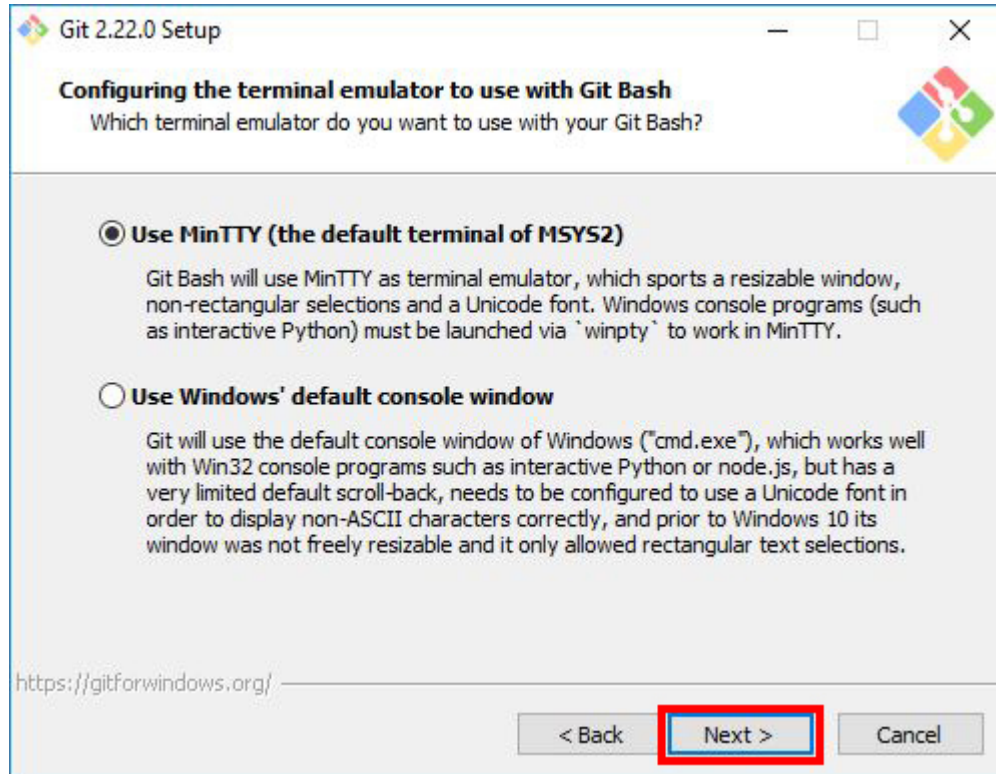 Git 2.22.0 Setup
Configuring the terminal emulator to use with Git Bash
Which terminal emulator do you want to use with your Git Bash?
Use MinTTY (the default terminal of MSYS2)
Git Bash will use MinTTY as terminal emulator, which sports a resizable window,
non-rectangular selections and a Unicode font. Windows console programs (such
as interactive Python) must be launched via `winpty` to work in MinTTY.
Use Windows' default console window
Git will use the default console window of Windows ("cmd.exe"), which works well
with Win32 console programs such as interactive Python or node.js, but has a
very limited default scroll-back, needs to be configured to use a Unicode font in
order to display non-ASCII characters correctly, and prior to Windows 10 its
window was not freely resizable and it only allowed rectangular text selections.
https://gitforwindows.org/
< Back
Next >
Cancel